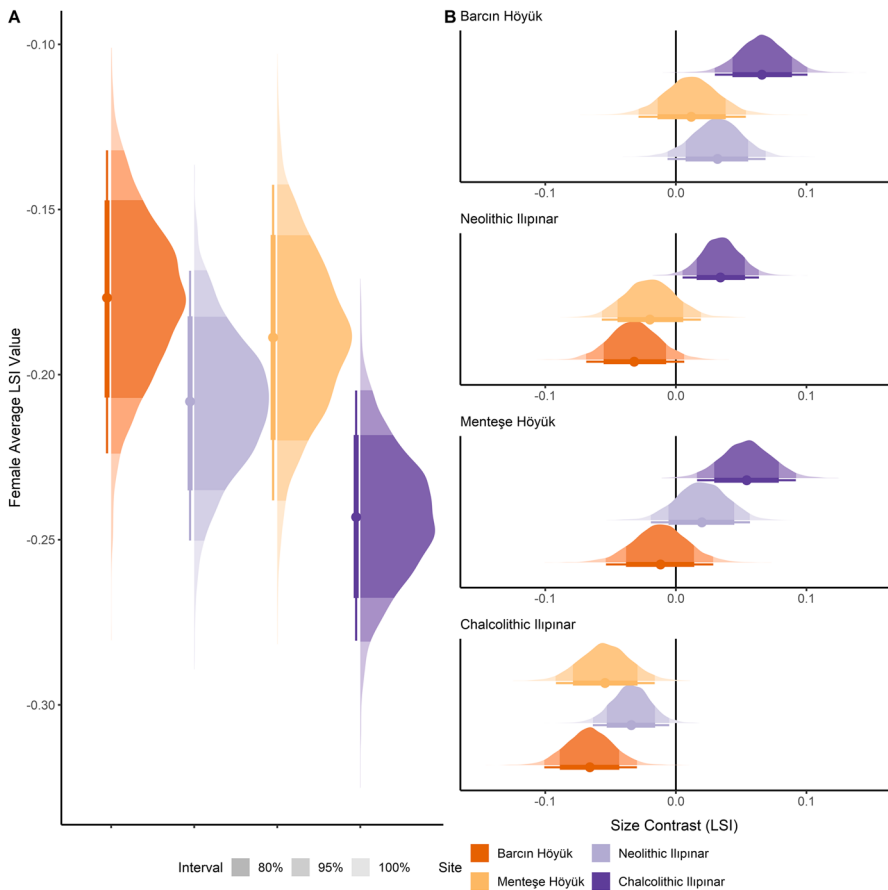 A
Female Average LSI Value
-0.10
-0.15
-0.20
-0.25
-0.30
B
Barcın Höyük
-0.1 0.0 0.1
Neolithic Ilıpınar
-0.1 0.0 0.1
Menteşe Höyük
-0.1 0.0 0.1
Chalcolithic Ilıpınar
-0.1 0.0 0.1
Size Contrast (LSI)
Interval 80% 95% 100%
Site Barcın Höyük Neolithic Ilıpınar
Menteşe Höyük Chalcolithic Ilıpınar